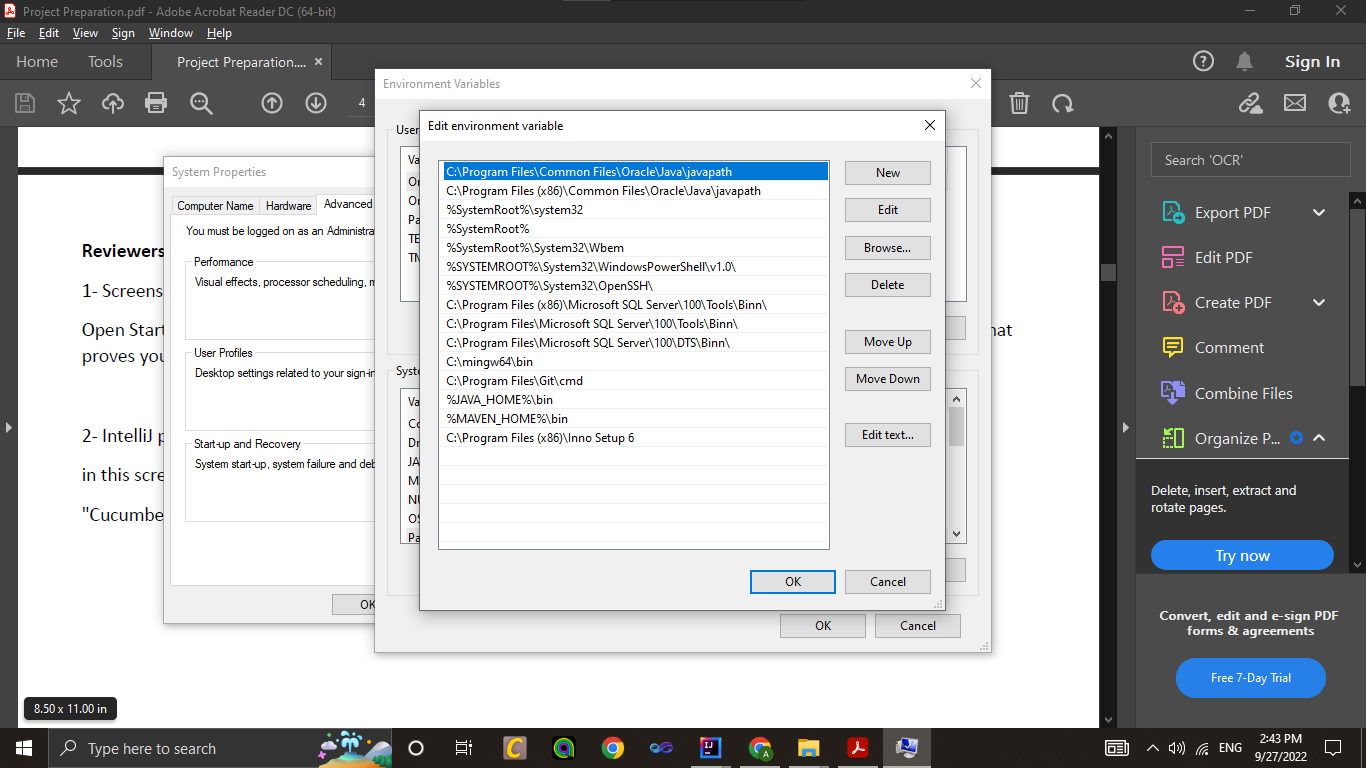 Project Preparation.pdf - Adobe Acrobat Reader DC (64-bit)
File Edit View Sign Window Help
Home Tools Project Preparation.... × Sign In
4
Environment Variables
Edit environment variable
User
Va
Or
Or
Pa
TE
TM
C:\Program Files\Common Files\Oracle\Java\javapath
C:\Program Files (x86)\Common Files\Oracle\Java\javapath
%SystemRoot%\system32
%SystemRoot%
%SystemRoot%\System32\Wbem
%SYSTEMROOT%\System32\WindowsPowerShell\v1.0\
%SYSTEMROOT%\System32\OpenSSH\
C:\Program Files (x86)\Microsoft SQL Server\100\Tools\Binn\
C:\Program Files\Microsoft SQL Server\100\Tools\Binn\
C:\Program Files\Microsoft SQL Server\100\DTS\Binn\
C:\mingw64\bin
C:\Program Files\Git\cmd
%JAVA_HOME%\bin
%MAVEN_HOME%\bin
C:\Program Files (x86)\Inno Setup 6
New
Edit
Browse...
Delete
Move Up
Move Down
Edit text...
OK Cancel
Syste
Va
Co
Dr
JA
M
NU
OS
Pa
OK Cancel
System Properties
Computer Name Hardware Advanced
You must be logged on as an Administra
Performance
Visual effects, processor scheduling, m
User Profiles
Desktop settings related to your sign-in
Start-up and Recovery
System start-up, system failure and deb
OK
Reviewers
1- Screens
Open Start hat
proves you
2- IntelliJ p
in this scre
"Cucumbe
8.50 x 11.00 in
Search 'OCR'
Export PDF
Edit PDF
Create PDF
Comment
Combine Files
Organize P...
Delete, insert, extract and
rotate pages.
Try now
Convert, edit and e-sign PDF
forms & agreements
Free 7-Day Trial
Type here to search
ENG
2:43 PM
9/27/2022